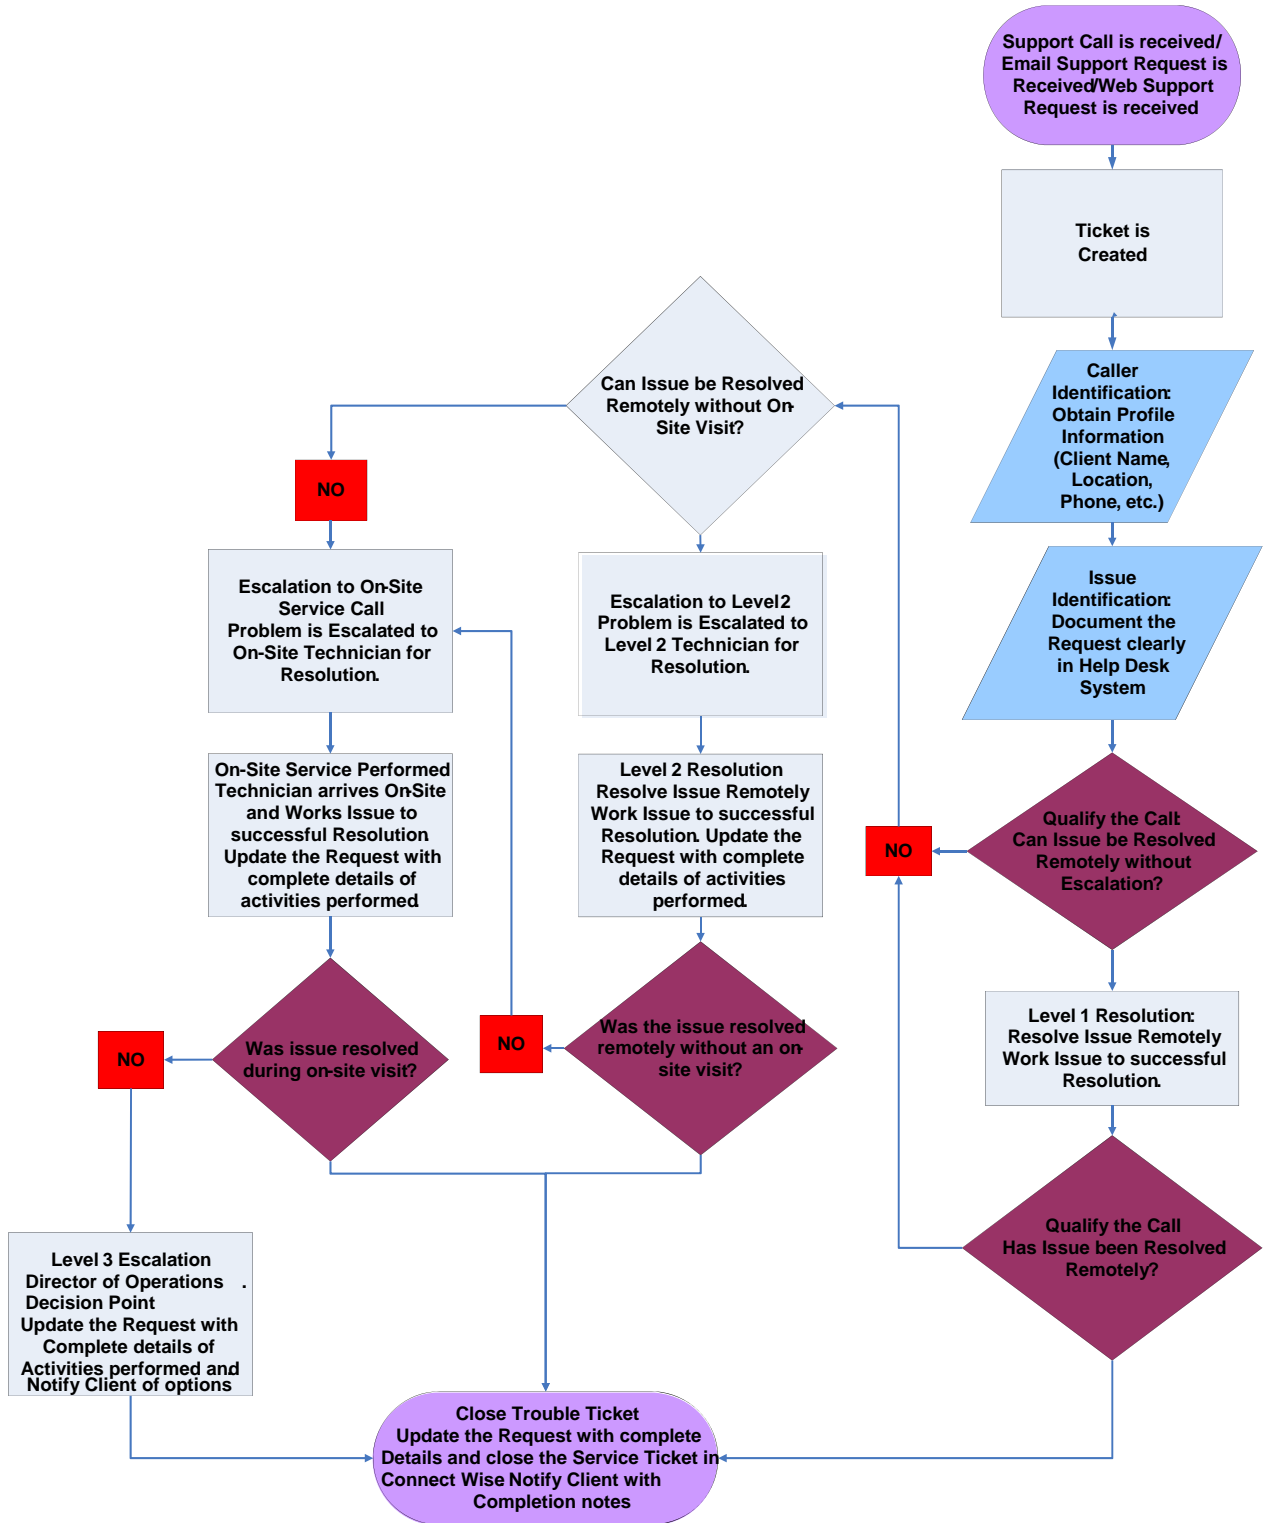 Support Call is received/
Email Support Request is
Received/Web Support
Request is received
Ticket is
Created
Caller
Identification:
Obtain Profile
Information
(Client Name,
Location,
Phone, etc.)
Issue
Identification:
Document the
Request clearly
in Help Desk
System
Qualify the Call:
Can Issue be Resolved
Remotely without
Escalation?
NO
Level 1 Resolution:
Resolve Issue Remotely
Work Issue to successful
Resolution.
Qualify the Call
Has Issue been Resolved
Remotely?
Can Issue be Resolved
Remotely without On-
Site Visit?
NO
Escalation to Level 2
Problem is Escalated to
Level 2 Technician for
Resolution.
Level 2 Resolution
Resolve Issue Remotely
Work Issue to successful
Resolution. Update the
Request with complete
details of activities
performed.
Was the issue resolved
remotely without an on-
site visit?
NO
Escalation to On-Site
Service Call
Problem is Escalated to
On-Site Technician for
Resolution.
On-Site Service Performed
Technician arrives On-Site
and Works Issue to
successful Resolution.
Update the Request with
complete details of
activities performed.
Was issue resolved
during on-site visit?
NO
Level 3 Escalation
Director of Operations .
Decision Point
Update the Request with
Complete details of
Activities performed and.
Notify Client of options
Close Trouble Ticket
Update the Request with complete
Details and close the Service Ticket in
Connect Wise Notify Client with
Completion notes